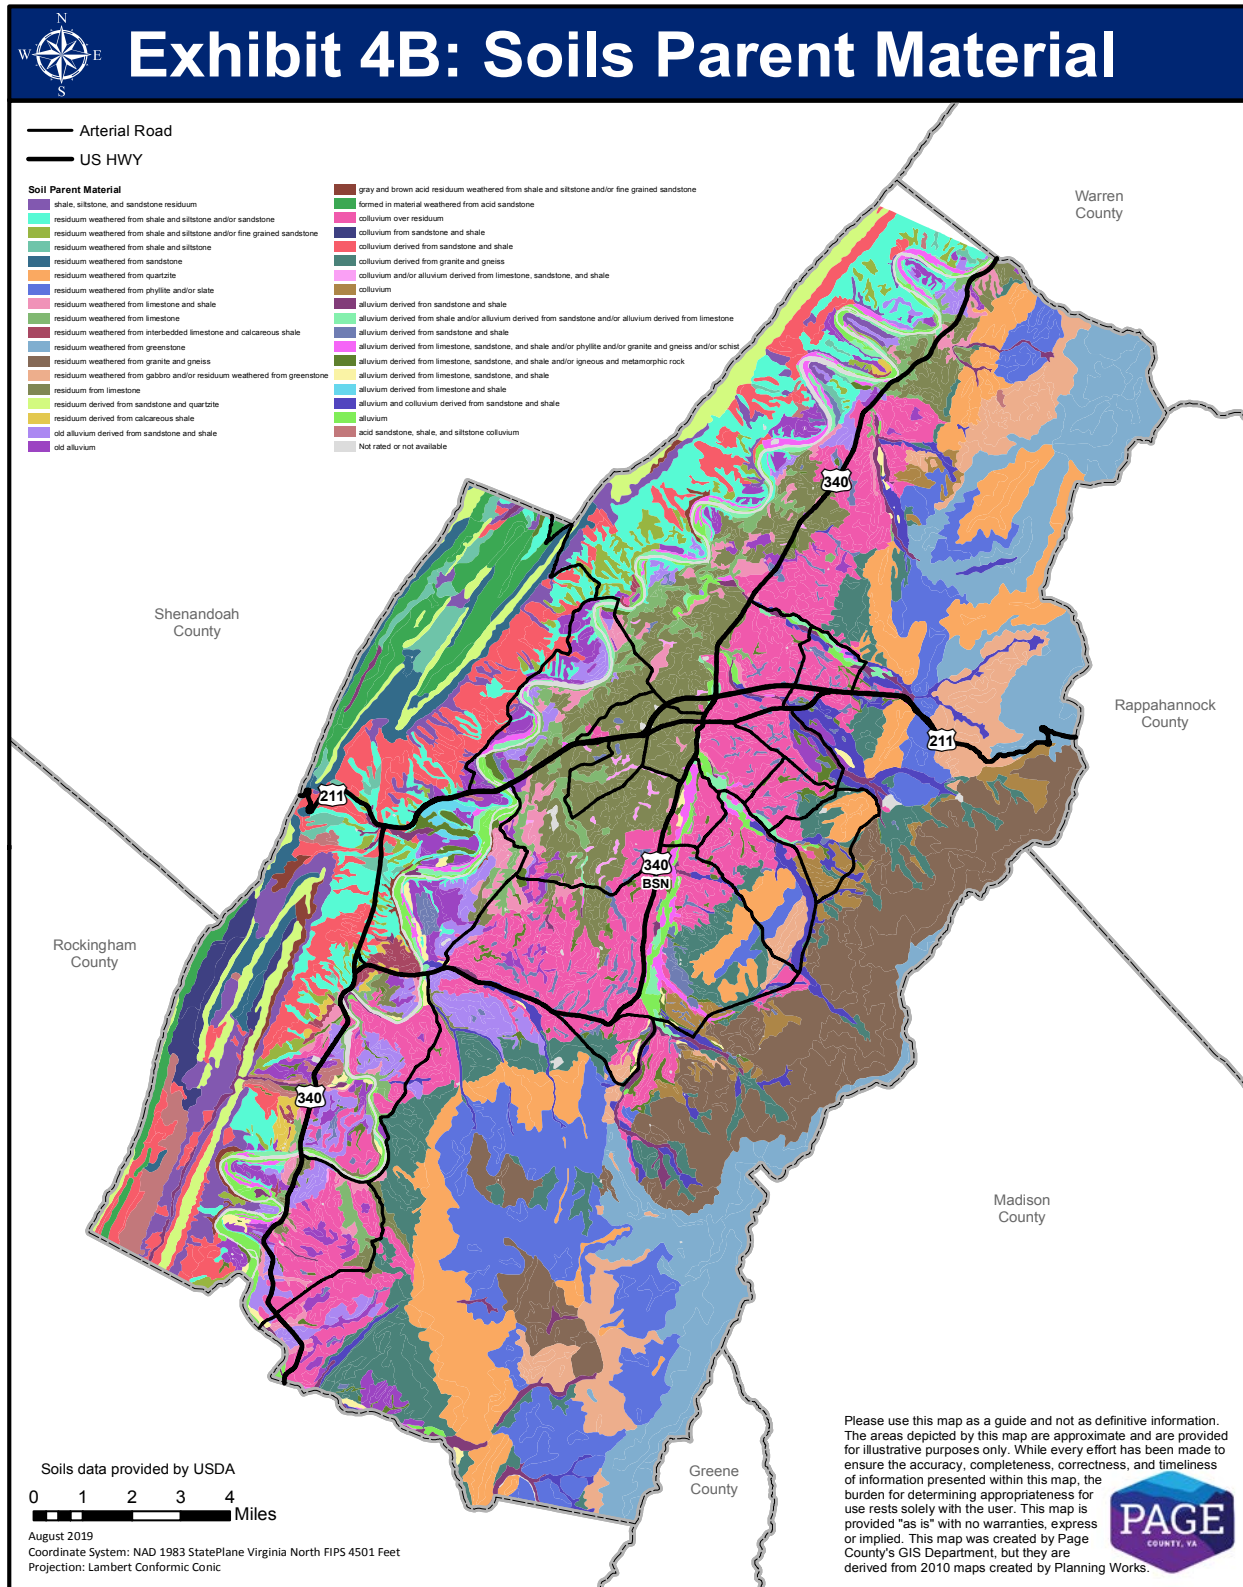 N
W
E
S
Exhibit 4B: Soils Parent Material
Arterial Road
US HWY
Soil Parent Material
shale, siltstone, and sandstone residuum
residuum weathered from shale and siltstone and/or sandstone
residuum weathered from shale and siltstone and/or fine grained sandstone
residuum weathered from shale and siltstone
residuum weathered from sandstone
residuum weathered from quartzite
residuum weathered from phyllite and/or slate
residuum weathered from limestone and shale
residuum weathered from limestone
residuum weathered from interbedded limestone and calcareous shale
residuum weathered from greenstone
residuum weathered from granite and gneiss
residuum weathered from gabbro and/or residuum weathered from greenstone
residium from limestone
residuum derived from sandstone and quartzite
residuum derived from calcareous shale
old alluvium derived from sandstone and shale
old alluvium
gray and brown acid residuum weathered from shale and siltstone and/or fine grained sandstone
formed in material weathered from acid sandstone
colluvium over residuum
colluvium from sandstone and shale
colluvium derived from sandstone and shale
colluvium derived from granite and gneiss
colluvium and/or alluvium derived from limestone, sandstone, and shale
colluvium
alluvium derived fron sandstone and shale
alluvium derived from shale and/or alluvium derived from sandstone and/or alluvium derived from limestone
alluvium derived from sandstone and shale
alluvium derived from limestone, sandstone, and shale and/or phyllite and/or granite and gneiss and/or schist
alluvium derived from limestone, sandstone, and shale and/or igneous and metamorphic rock
alluvium derived from limestone, sandstone, and shale
alluvium derived from limestone and shale
alluvium and colluvium derived from sandstone and shale
alluvium
acid sandstone, shale, and siltstone colluvium
Not rated or not available
Warren
County
340
Shenandoah
County
Rappahannock
County
211
211
340
BSN
Rockingham
County
340
Madison
County
Greene
County
Soils data provided by USDA
0 1 2 3 4
Miles
August 2019
Coordinate System: NAD 1983 StatePlane Virginia North FIPS 4501 Feet
Projection: Lambert Conformic Conic
Please use this map as a guide and not as definitive information.
The areas depicted by this map are approximate and are provided
for illustrative purposes only. While every effort has been made to
ensure the accuracy, completeness, correctness, and timeliness
of information presented within this map, the
burden for determining appropriateness for
use rests solely with the user. This map is
provided "as is" with no warranties, express
or implied. This map was created by Page
County's GIS Department, but they are
derived from 2010 maps created by Planning Works.
PAGE
COUNTY, VA